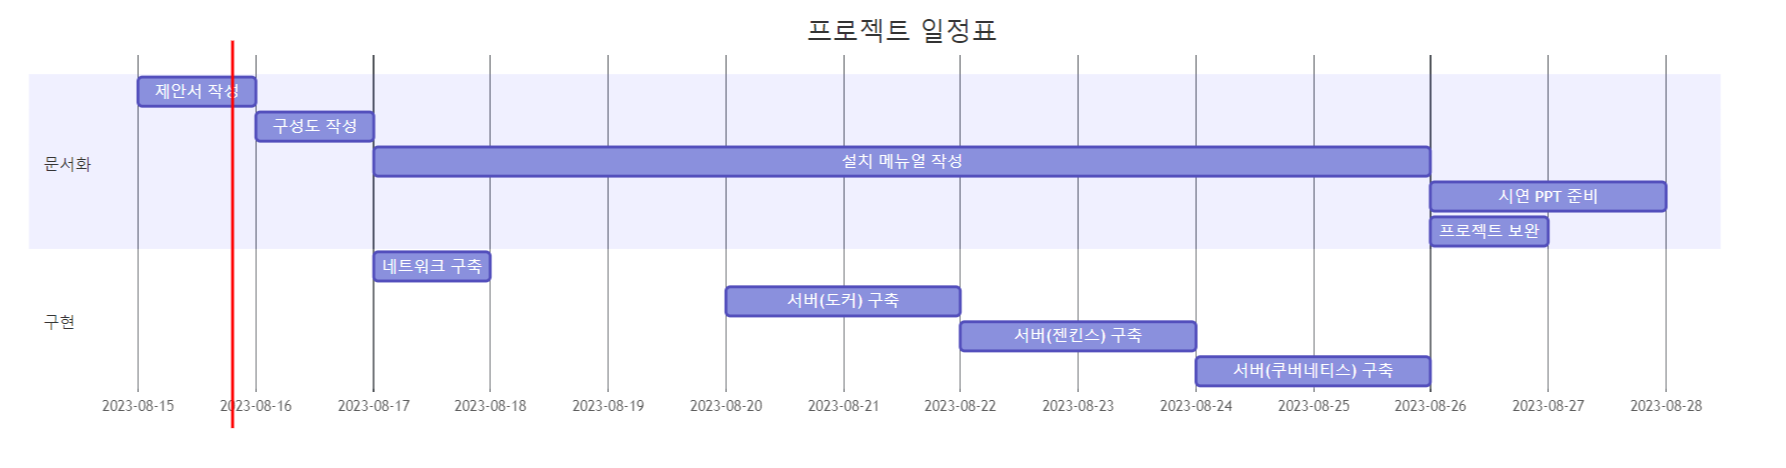 프로젝트 일정표
문서화
제안서 작성
구성도 작성
설치 메뉴얼 작성
시연 PPT 준비
프로젝트 보완
구현
네트워크 구축
서버(도커) 구축
서버(젠킨스) 구축
서버(쿠버네티스) 구축
2023-08-15 2023-08-16 2023-08-17 2023-08-18 2023-08-19 2023-08-20 2023-08-21 2023-08-22 2023-08-23 2023-08-24 2023-08-25 2023-08-26 2023-08-27 2023-08-28